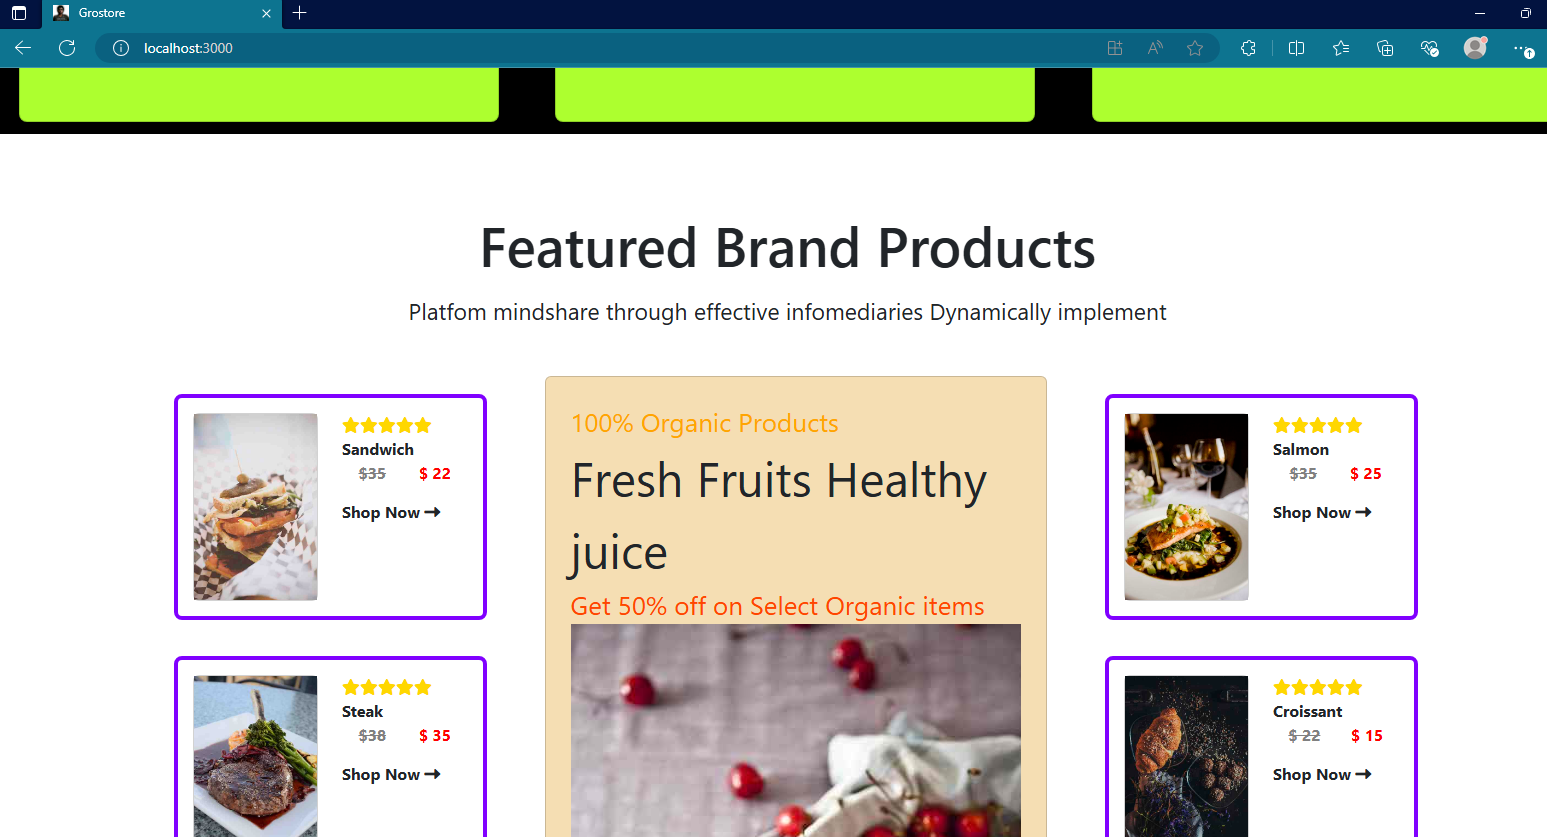 Grostore
localhost:3000
Featured Brand Products
Platfom mindshare through effective infomediaries Dynamically implement
Sandwich
$35 $ 22
Shop Now
Steak
$38 $ 35
Shop Now
100% Organic Products
Fresh Fruits Healthy
juice
Get 50% off on Select Organic items
Salmon
$35 $ 25
Shop Now
Croissant
$ 22 $ 15
Shop Now